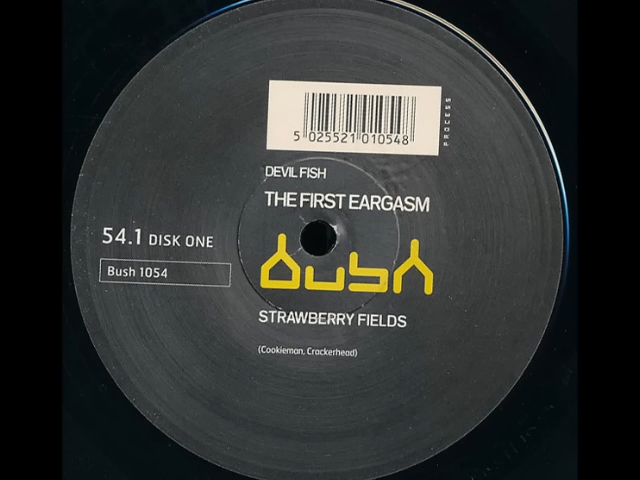 5 025521 010548
PROCESS
DEVIL FISH
THE FIRST EARGASM
54.1 DISK ONE
Bush 1054
bush
STRAWBERRY FIELDS
(Cookieman, Crackerhead)